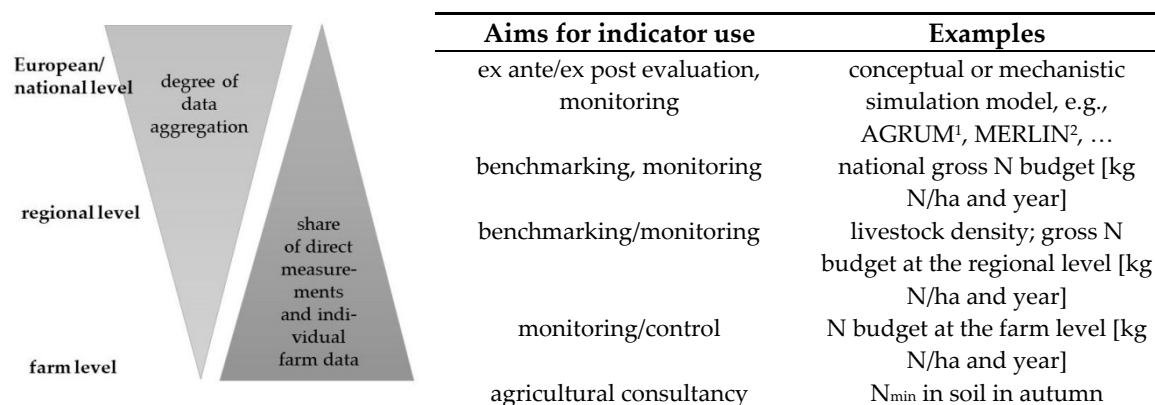 European/
national level
regional level
farm level
degree of
data
aggregation
share
of direct
measure-
ments
and indi-
vidual
farm data
Aims for indicator use Examples
ex ante/ex post evaluation, conceptual or mechanistic
monitoring simulation model, e.g.,
AGRUM¹, MERLIN², …
benchmarking, monitoring national gross N budget [kg
N/ha and year]
benchmarking/monitoring livestock density; gross N
budget at the regional level [kg
N/ha and year]
monitoring/control N budget at the farm level [kg
N/ha and year]
agricultural consultancy Nmin in soil in autumn